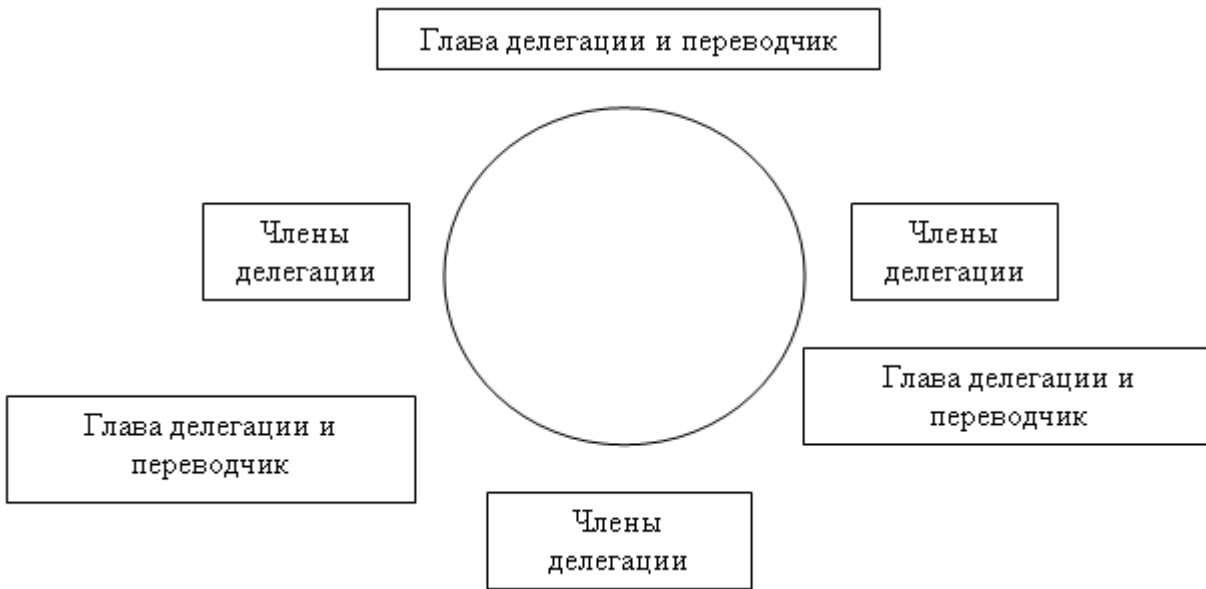 Глава делегации и переводчик
Члены
делегации
Члены
делегации
Глава делегации и
переводчик
Глава делегации и
переводчик
Члены
делегации